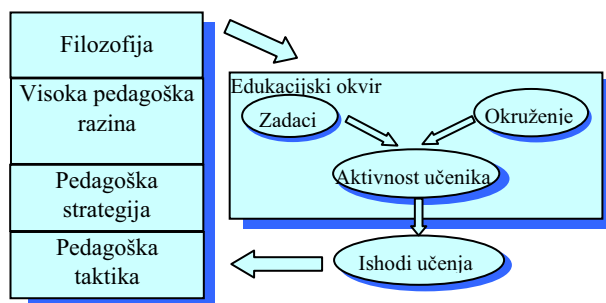 Filozofija
Visoka pedagoška
razina
Pedagoška
strategija
Pedagoška
taktika
Edukacijski okvir
Zadaci
Okruženje
Aktivnost učenika
Ishodi učenja